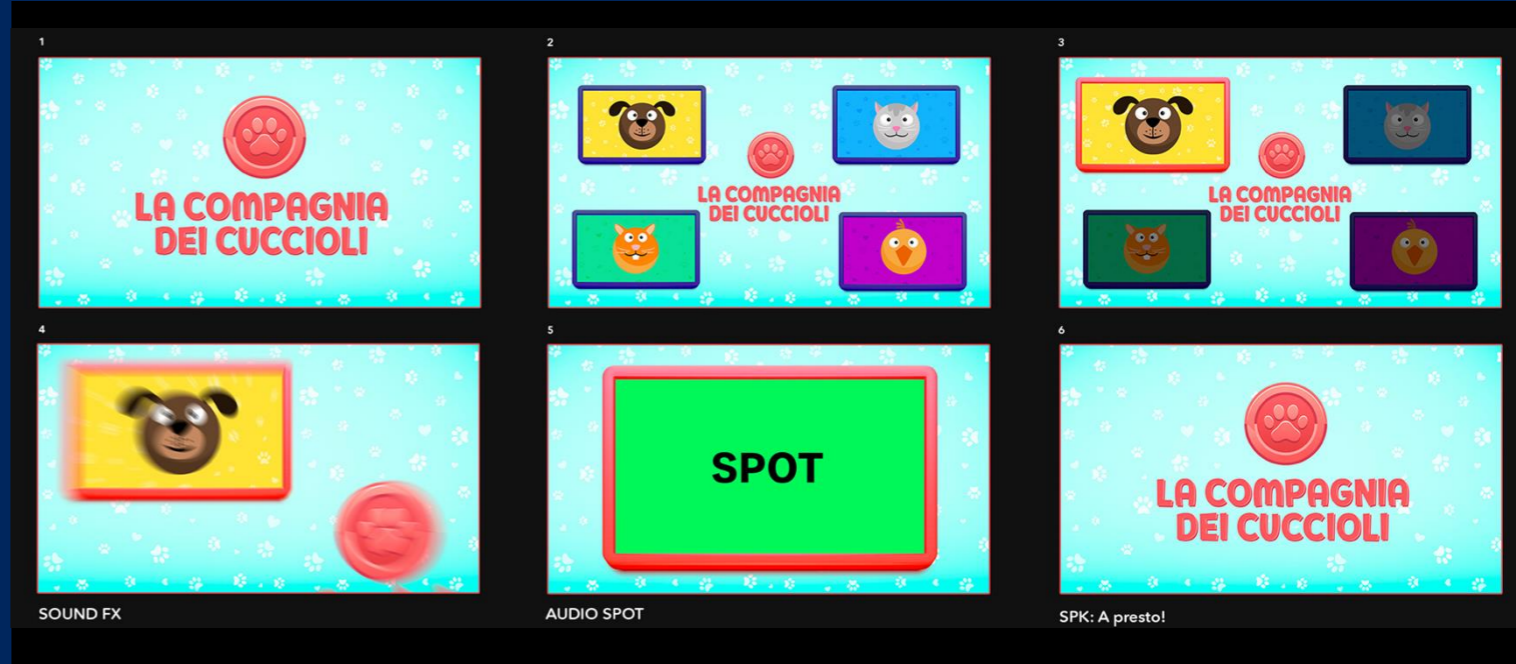 1
2
3
LA COMPAGNIA
DEI CUCCIOLI
LA COMPAGNIA
DEI CUCCIOLI
LA COMPAGNIA
DEI CUCCIOLI
4
5
6
SPOT
LA COMPAGNIA
DEI CUCCIOLI
SOUND FX
AUDIO SPOT
SPK: A presto!